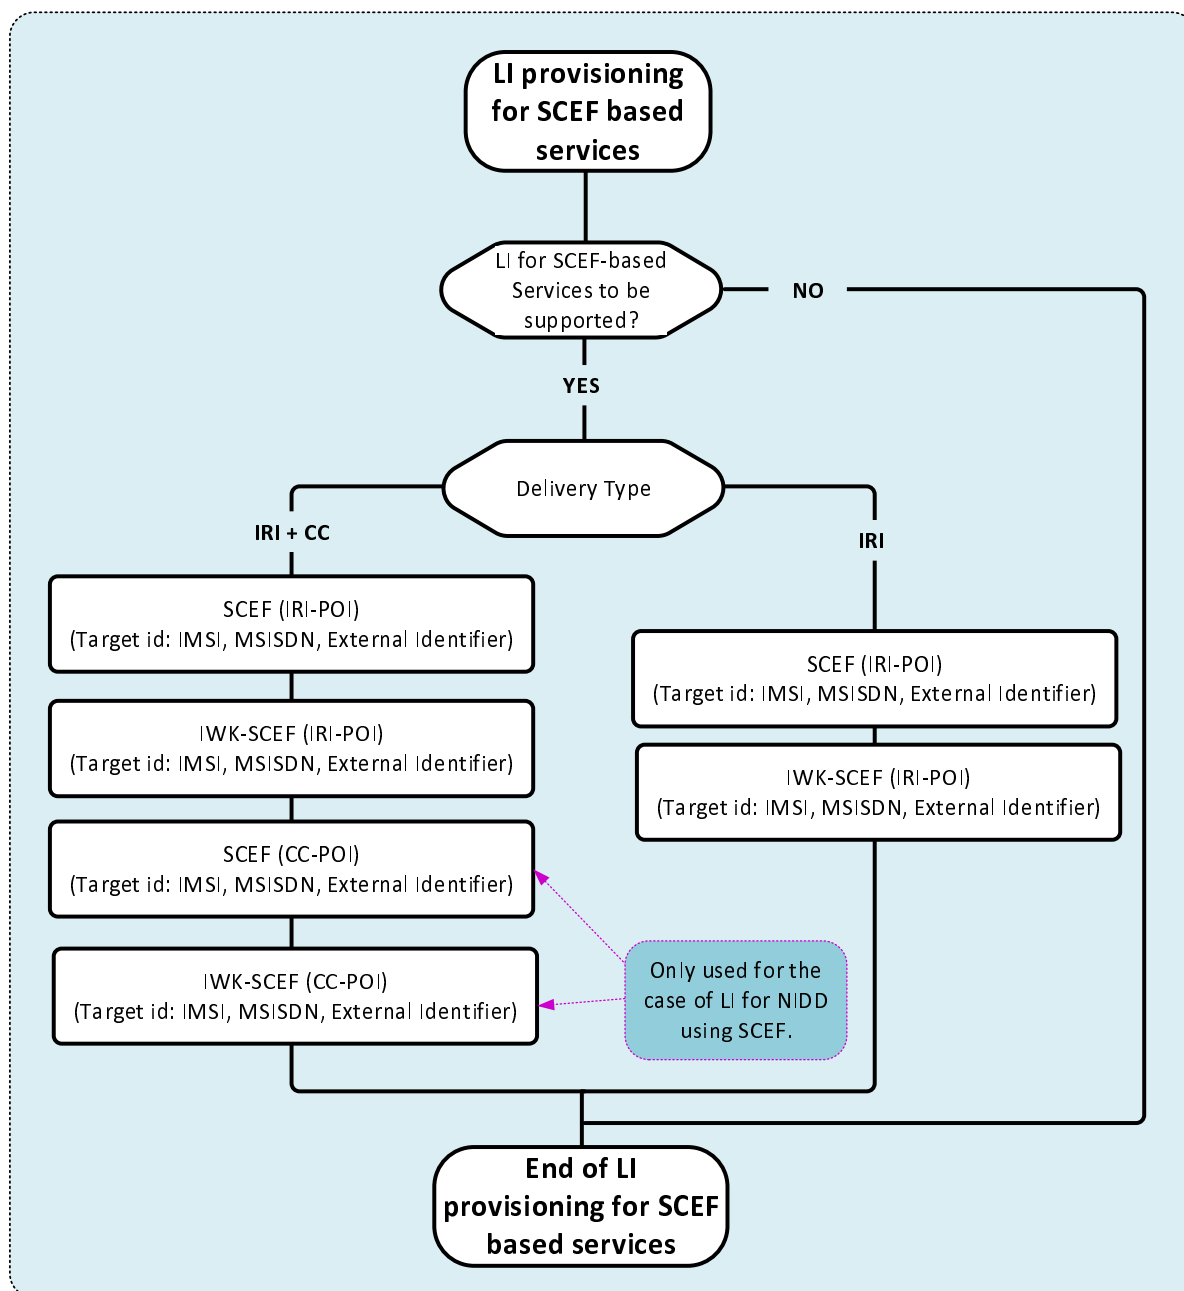 LI provisioning
for SCEF based
services
LI for SCEF-based
Services to be
supported?
NO
YES
Delivery Type
IRI + CC
IRI
SCEF (IRI-POI)
(Target id: IMSI, MSISDN, External Identifier)
IWK-SCEF (IRI-POI)
(Target id: IMSI, MSISDN, External Identifier)
SCEF (CC-POI)
(Target id: IMSI, MSISDN, External Identifier)
IWK-SCEF (CC-POI)
(Target id: IMSI, MSISDN, External Identifier)
SCEF (IRI-POI)
(Target id: IMSI, MSISDN, External Identifier)
IWK-SCEF (IRI-POI)
(Target id: IMSI, MSISDN, External Identifier)
Only used for the
case of LI for NIDD
using SCEF.
End of LI
provisioning for SCEF
based services